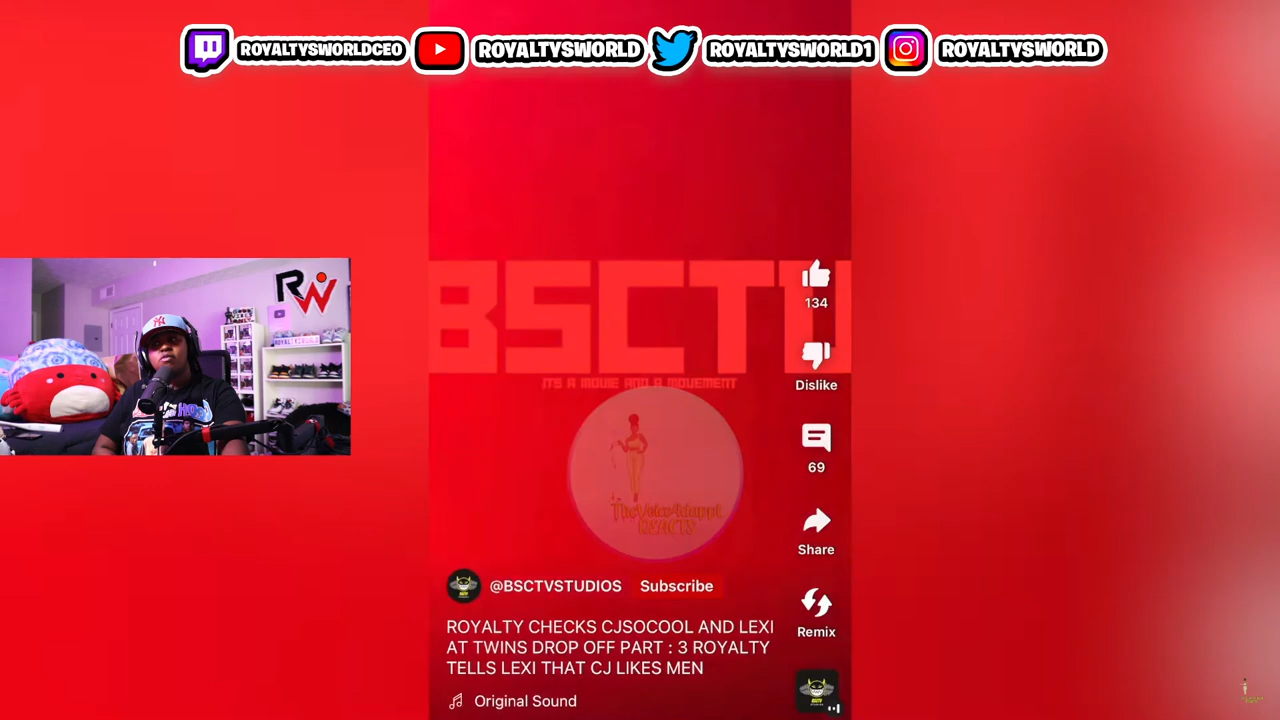 ROYALTYSWORLDCEO ROYALTYSWORLD ROYALTYSWORLD1 ROYALTYSWORLD
RW
BSCTV
IT'S A MOVIE AND A MOVEMENT
REACTS
134
Dislike
69
Share
Remix
@BSCTVSTUDIOS Subscribe
ROYALTY CHECKS CJSOCOOL AND LEXI
AT TWINS DROP OFF PART : 3 ROYALTY
TELLS LEXI THAT CJ LIKES MEN
Original Sound